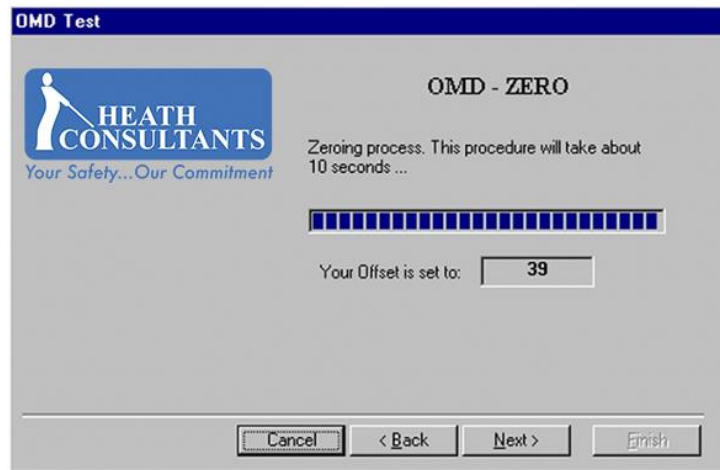 OMD Test
HEATH
CONSULTANTS
Your Safety...Our Commitment
OMD - ZERO
Zeroing process. This procedure will take about
10 seconds ...
Your Offset is set to: 39
Cancel < Back Next > Finish